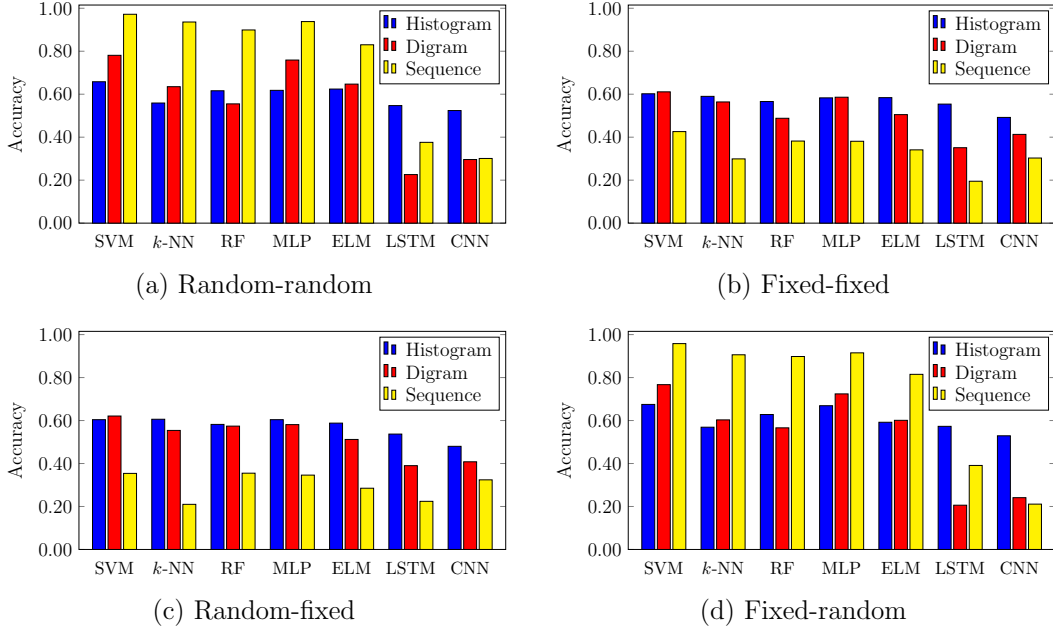 1.00
0.80
0.60
0.40
0.20
0.00
Accuracy
Histogram
Digram
Sequence
SVM k-NN RF MLP ELM LSTM CNN
(a) Random-random
1.00
0.80
0.60
0.40
0.20
0.00
Accuracy
Histogram
Digram
Sequence
SVM k-NN RF MLP ELM LSTM CNN
(b) Fixed-fixed
1.00
0.80
0.60
0.40
0.20
0.00
Accuracy
Histogram
Digram
Sequence
SVM k-NN RF MLP ELM LSTM CNN
(c) Random-fixed
1.00
0.80
0.60
0.40
0.20
0.00
Accuracy
Histogram
Digram
Sequence
SVM k-NN RF MLP ELM LSTM CNN
(d) Fixed-random